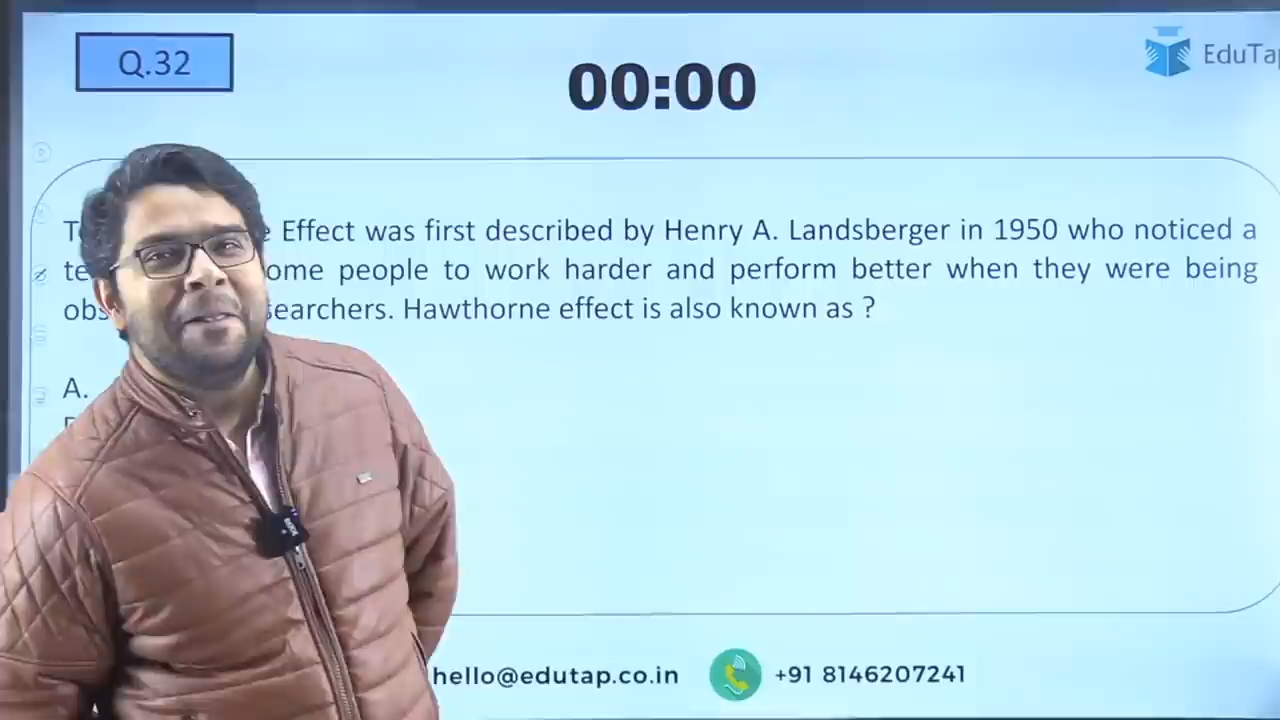 Q.32
00:00
EduTap
Effect was first described by Henry A. Landsberger in 1950 who noticed a
people to work harder and perform better when they were being
Hawthorne effect is also known as ?
A.
hello@edutap.co.in
+91 8146207241